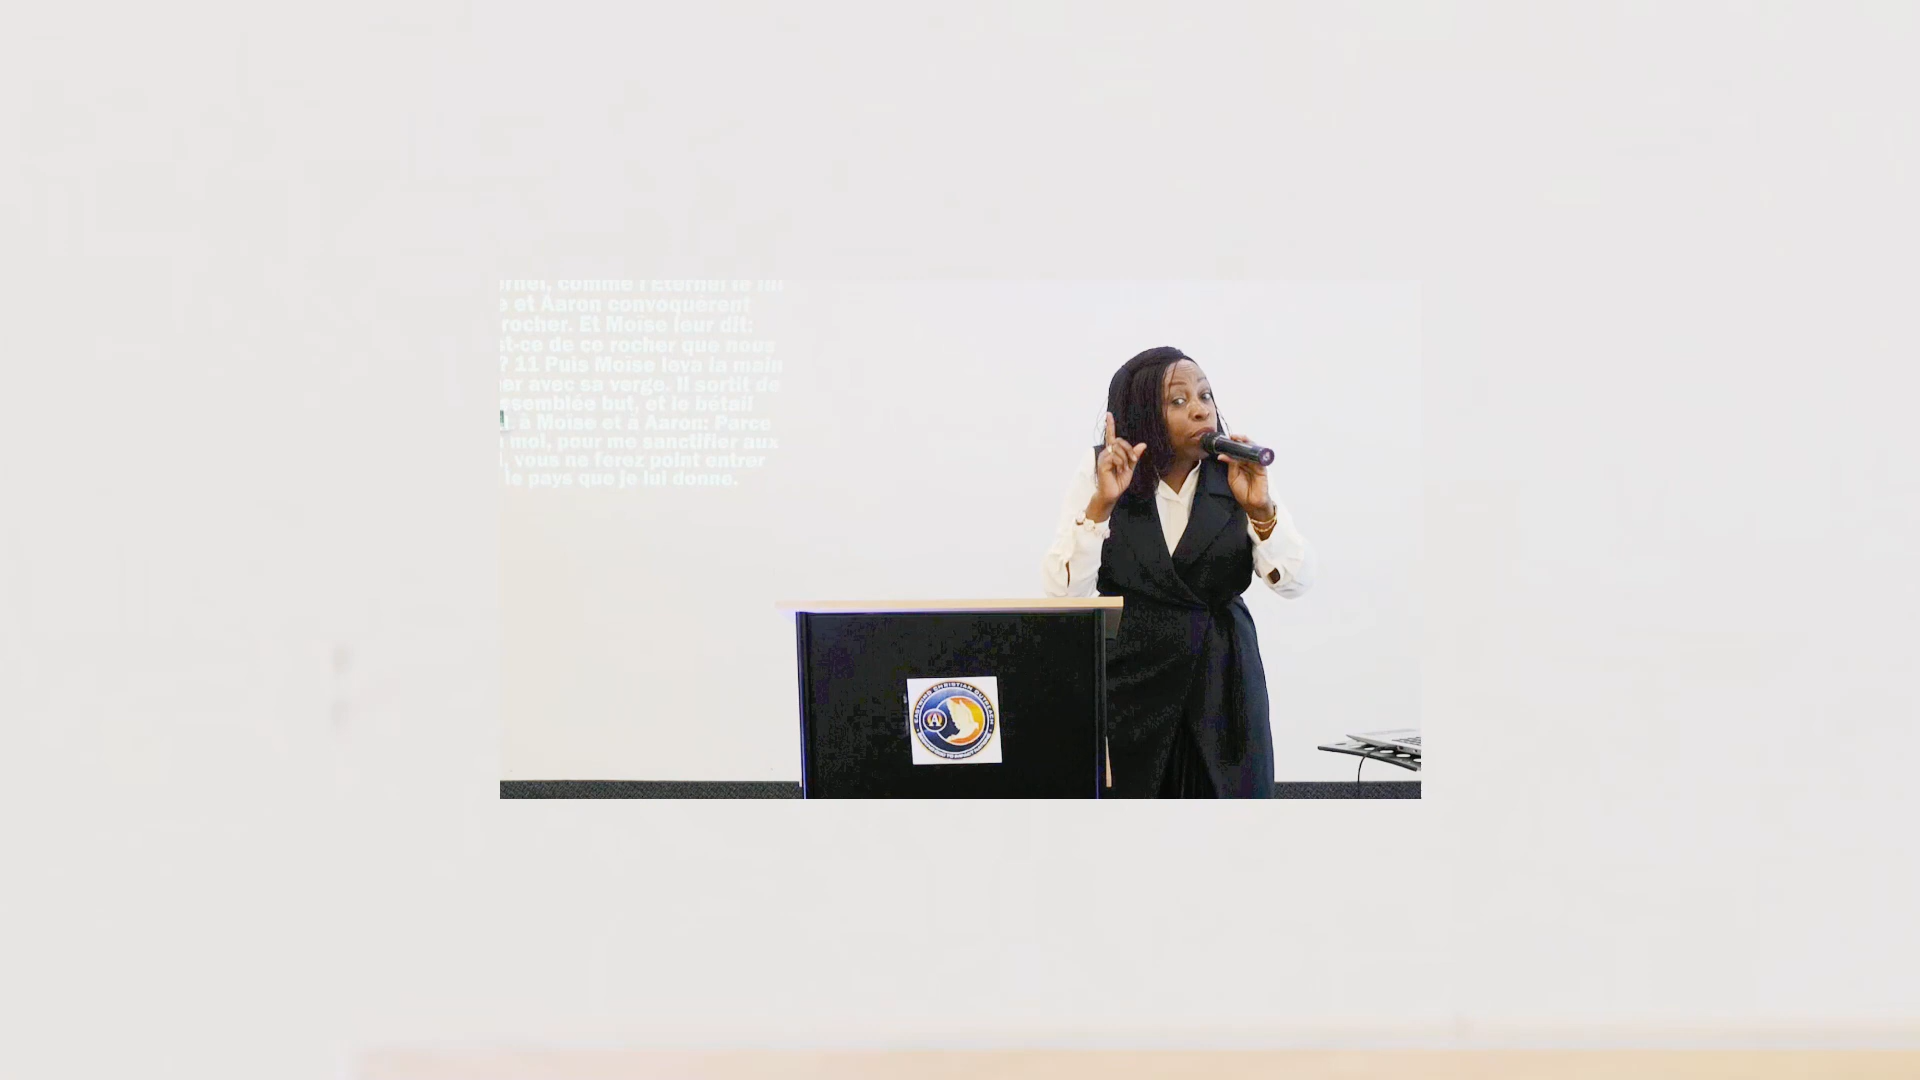 rnel, comme l'Eternel le lui
e et Aaron convoquèrent
rocher. Et Moïse leur dit:
st-ce de ce rocher que nous
? 11 Puis Moïse leva la main
er avec sa verge. Il sortit de
ssemblée but, et le bétail
t à Moïse et à Aaron: Parce
moi, pour me sanctifier aux
l, vous ne ferez point entrer
le pays que je lui donne.
CHRISTIAN OUTREACH
A